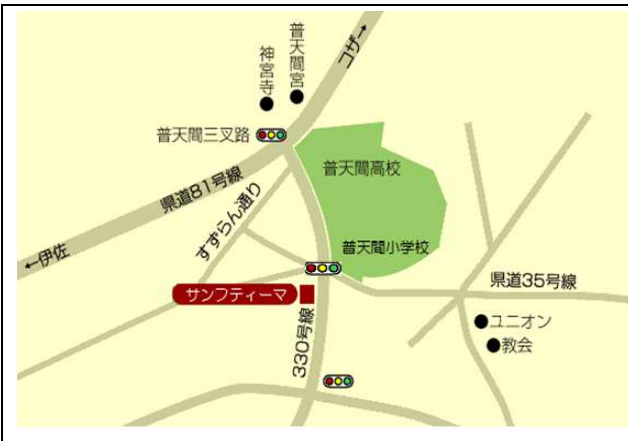 コザ→
普天間宮
神宮寺
普天間三叉路
普天間高校
県道81号線
すずらん通り
←伊佐
普天間小学校
県道35号線
サンフティーマ
330号線
ユニオン
教会